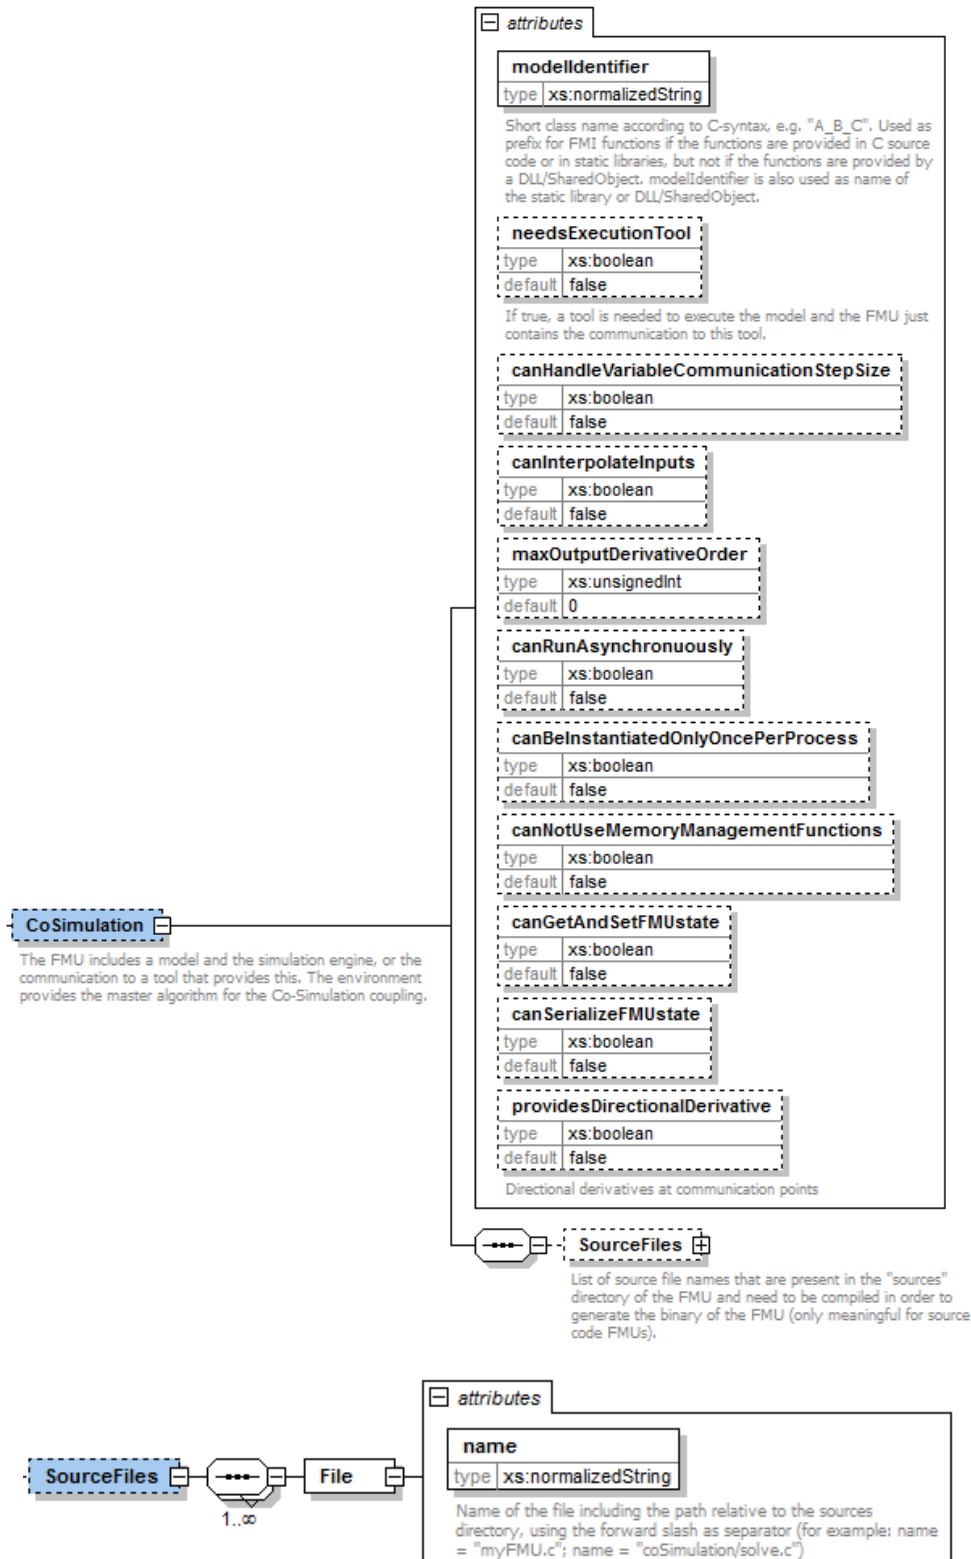 attributes
modelIdentifier
type xs:normalizedString
Short class name according to C-syntax, e.g. "A_B_C". Used as
prefix for FMI functions if the functions are provided in C source
code or in static libraries, but not if the functions are provided by
a DLL/SharedObject. modelIdentifier is also used as name of
the static library or DLL/SharedObject.
needsExecutionTool
type xs:boolean
default false
If true, a tool is needed to execute the model and the FMU just
contains the communication to this tool.
canHandleVariableCommunicationStepSize
type xs:boolean
default false
canInterpolateInputs
type xs:boolean
default false
maxOutputDerivativeOrder
type xs:unsignedInt
default 0
canRunAsynchronuously
type xs:boolean
default false
canBeInstantiatedOnlyOncePerProcess
type xs:boolean
default false
canNotUseMemoryManagementFunctions
type xs:boolean
default false
CoSimulation
The FMU includes a model and the simulation engine, or the
communication to a tool that provides this. The environment
provides the master algorithm for the Co-Simulation coupling.
canGetAndSetFMUstate
type xs:boolean
default false
canSerializeFMUstate
type xs:boolean
default false
providesDirectionalDerivative
type xs:boolean
default false
Directional derivatives at communication points
SourceFiles
List of source file names that are present in the "sources"
directory of the FMU and need to be compiled in order to
generate the binary of the FMU (only meaningful for source
code FMUs).
attributes
SourceFiles
1..∞
File
name
type xs:normalizedString
Name of the file including the path relative to the sources
directory, using the forward slash as separator (for example: name
= "myFMU.c"; name = "coSimulation/solve.c")